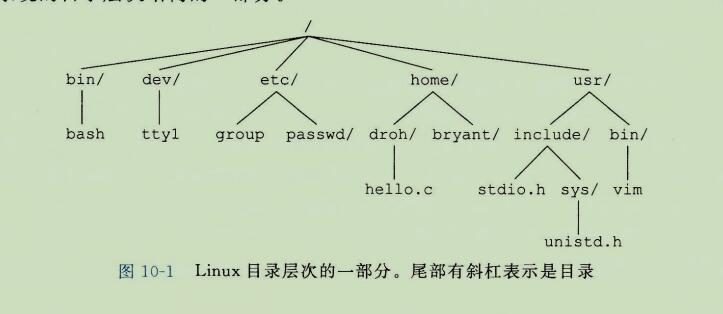 /
bin/ dev/ etc/ home/ usr/
bash tty1 group passwd/ droh/ bryant/ include/ bin/
hello.c stdio.h sys/ vim
unistd.h
图 10-1 Linux 目录层次的一部分。尾部有斜杠表示是目录